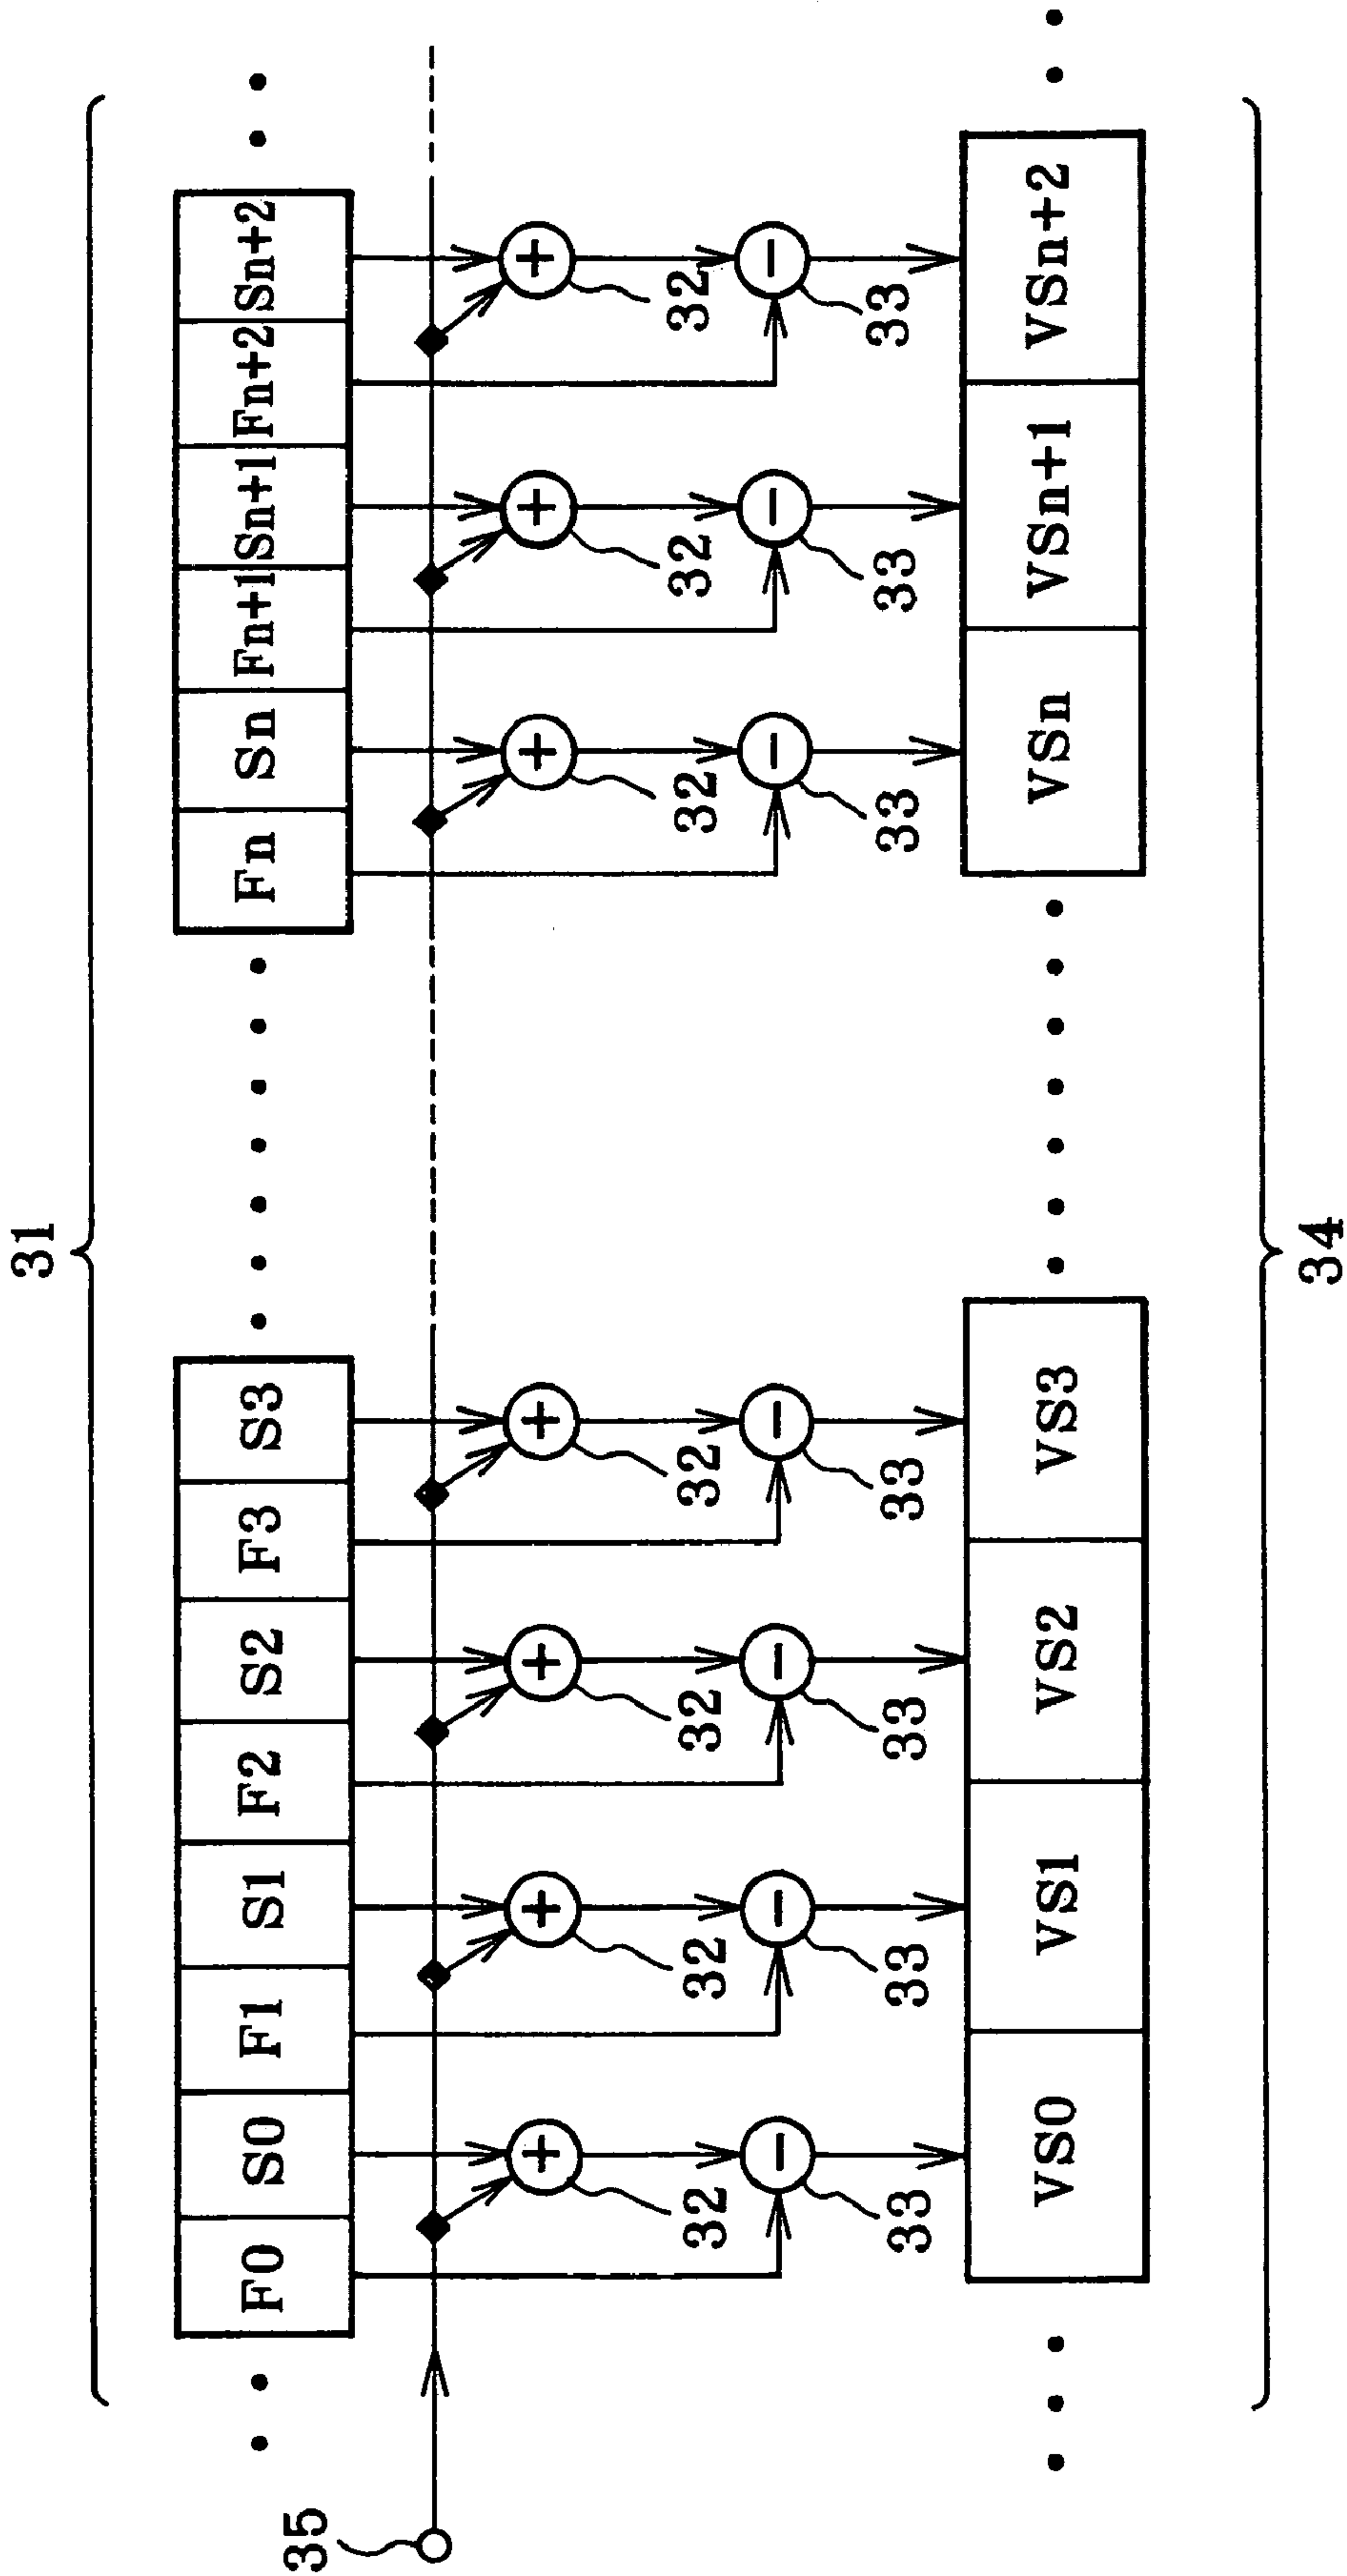 31
F0 S0 F1 S1 F2 S2 F3 S3 Fn Sn Fn+1 Sn+1 Fn+2 Sn+2
35
+ + + + + + +
32 32 32 32 32 32 32
− − − − − − −
33 33 33 33 33 33 33
VS0 VS1 VS2 VS3 VSn VSn+1 VSn+2
34